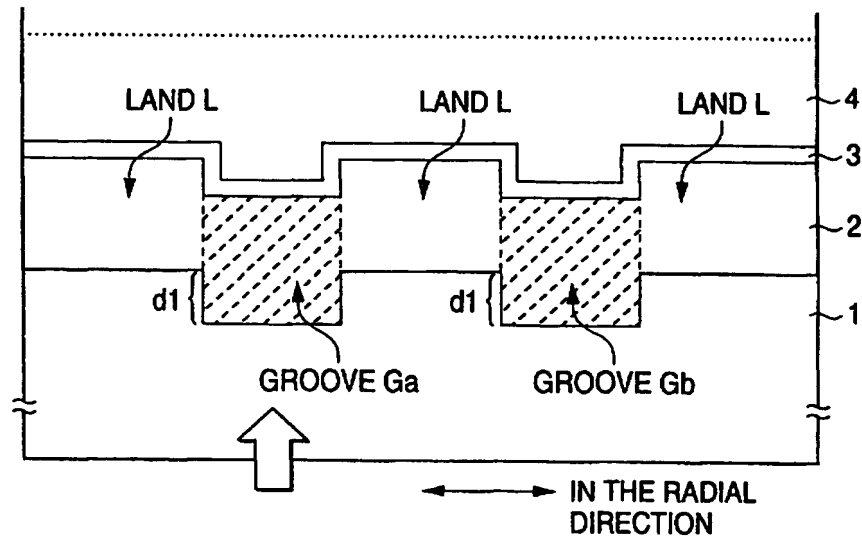 LAND L
LAND L
LAND L
4
3
2
d1
d1
1
GROOVE Ga
GROOVE Gb
IN THE RADIAL
DIRECTION